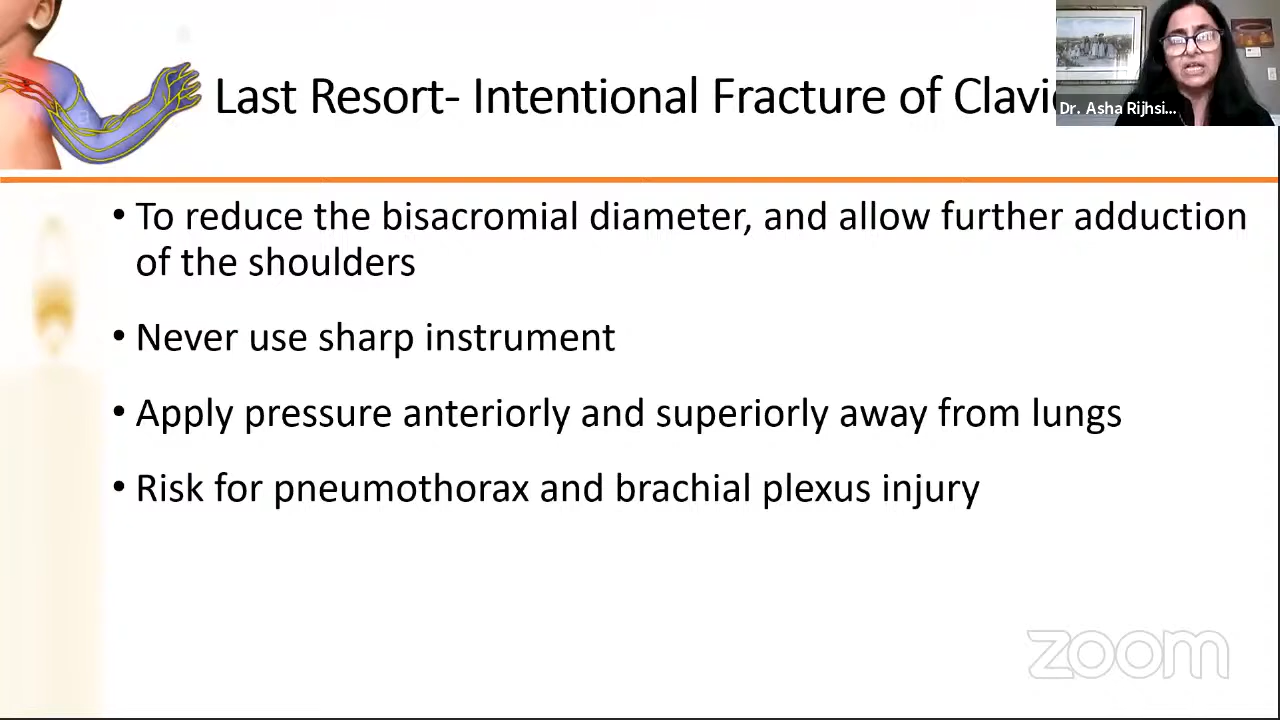 Last Resort- Intentional Fracture of
Dr. Asha Rijhsi...
• To reduce the bisacromial diameter, and allow further adduction
of the shoulders
• Never use sharp instrument
• Apply pressure anteriorly and superiorly away from lungs
• Risk for pneumothorax and brachial plexus injury
zoom